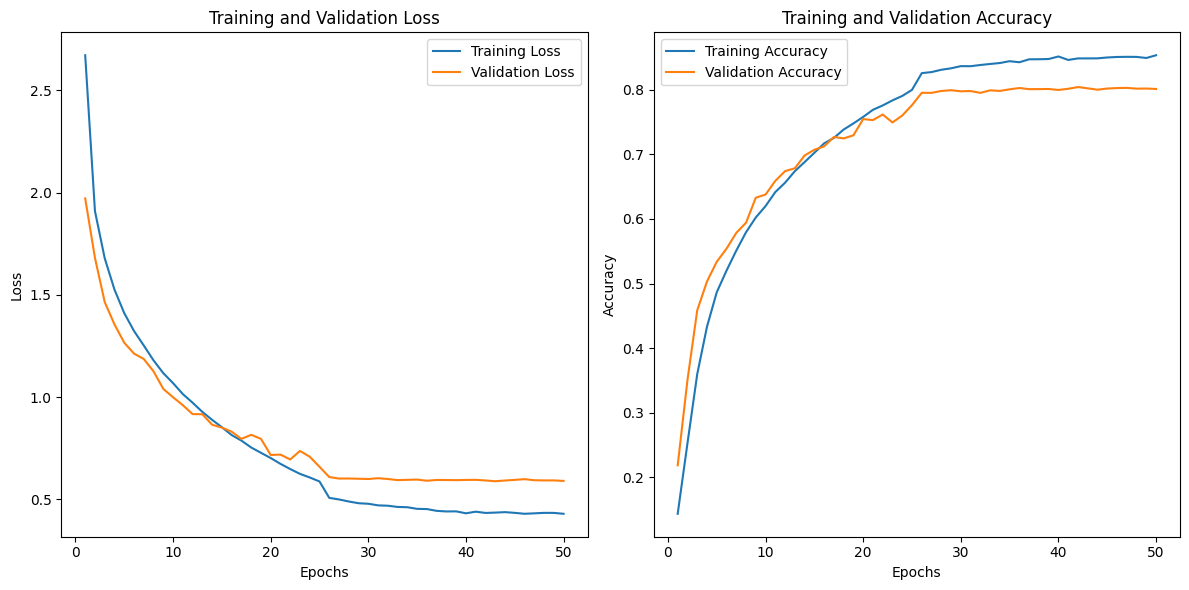 Training and Validation Loss
Training Loss
Validation Loss
2.5
2.0
1.5
1.0
0.5
Loss
0 10 20 30 40 50
Epochs
Training and Validation Accuracy
Training Accuracy
Validation Accuracy
0.8
0.7
0.6
0.5
0.4
0.3
0.2
Accuracy
0 10 20 30 40 50
Epochs